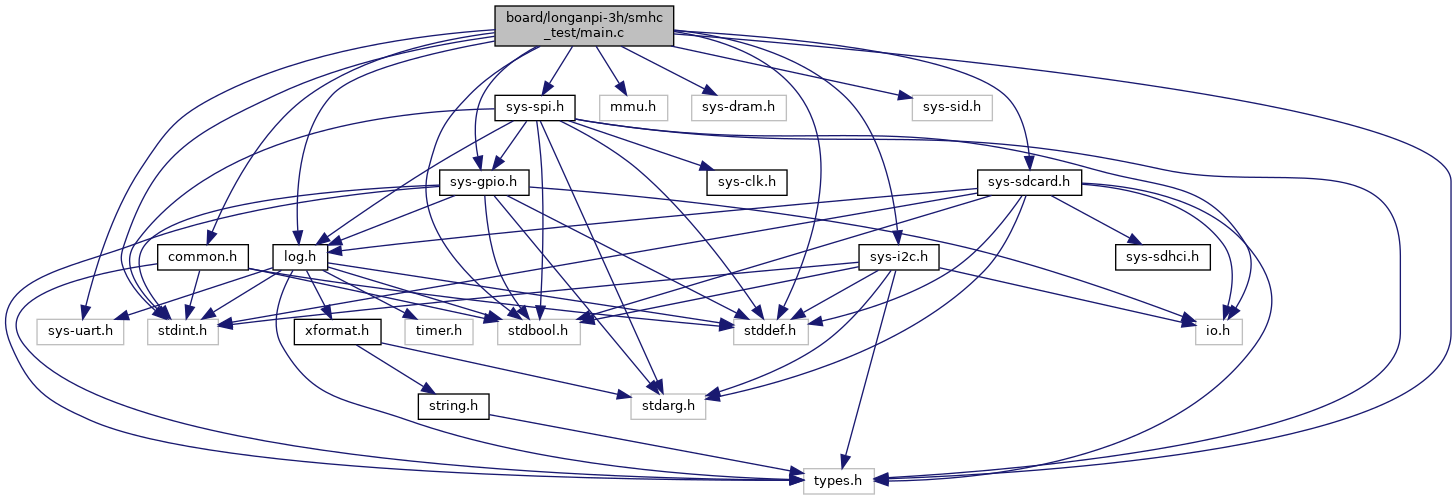 board/longanpi-3h/smhc
_test/main.c
sys-spi.h
mmu.h
sys-dram.h
sys-sid.h
sys-gpio.h
sys-clk.h
sys-sdcard.h
common.h
log.h
sys-i2c.h
sys-sdhci.h
sys-uart.h
stdint.h
xformat.h
timer.h
stdbool.h
stddef.h
io.h
string.h
stdarg.h
types.h